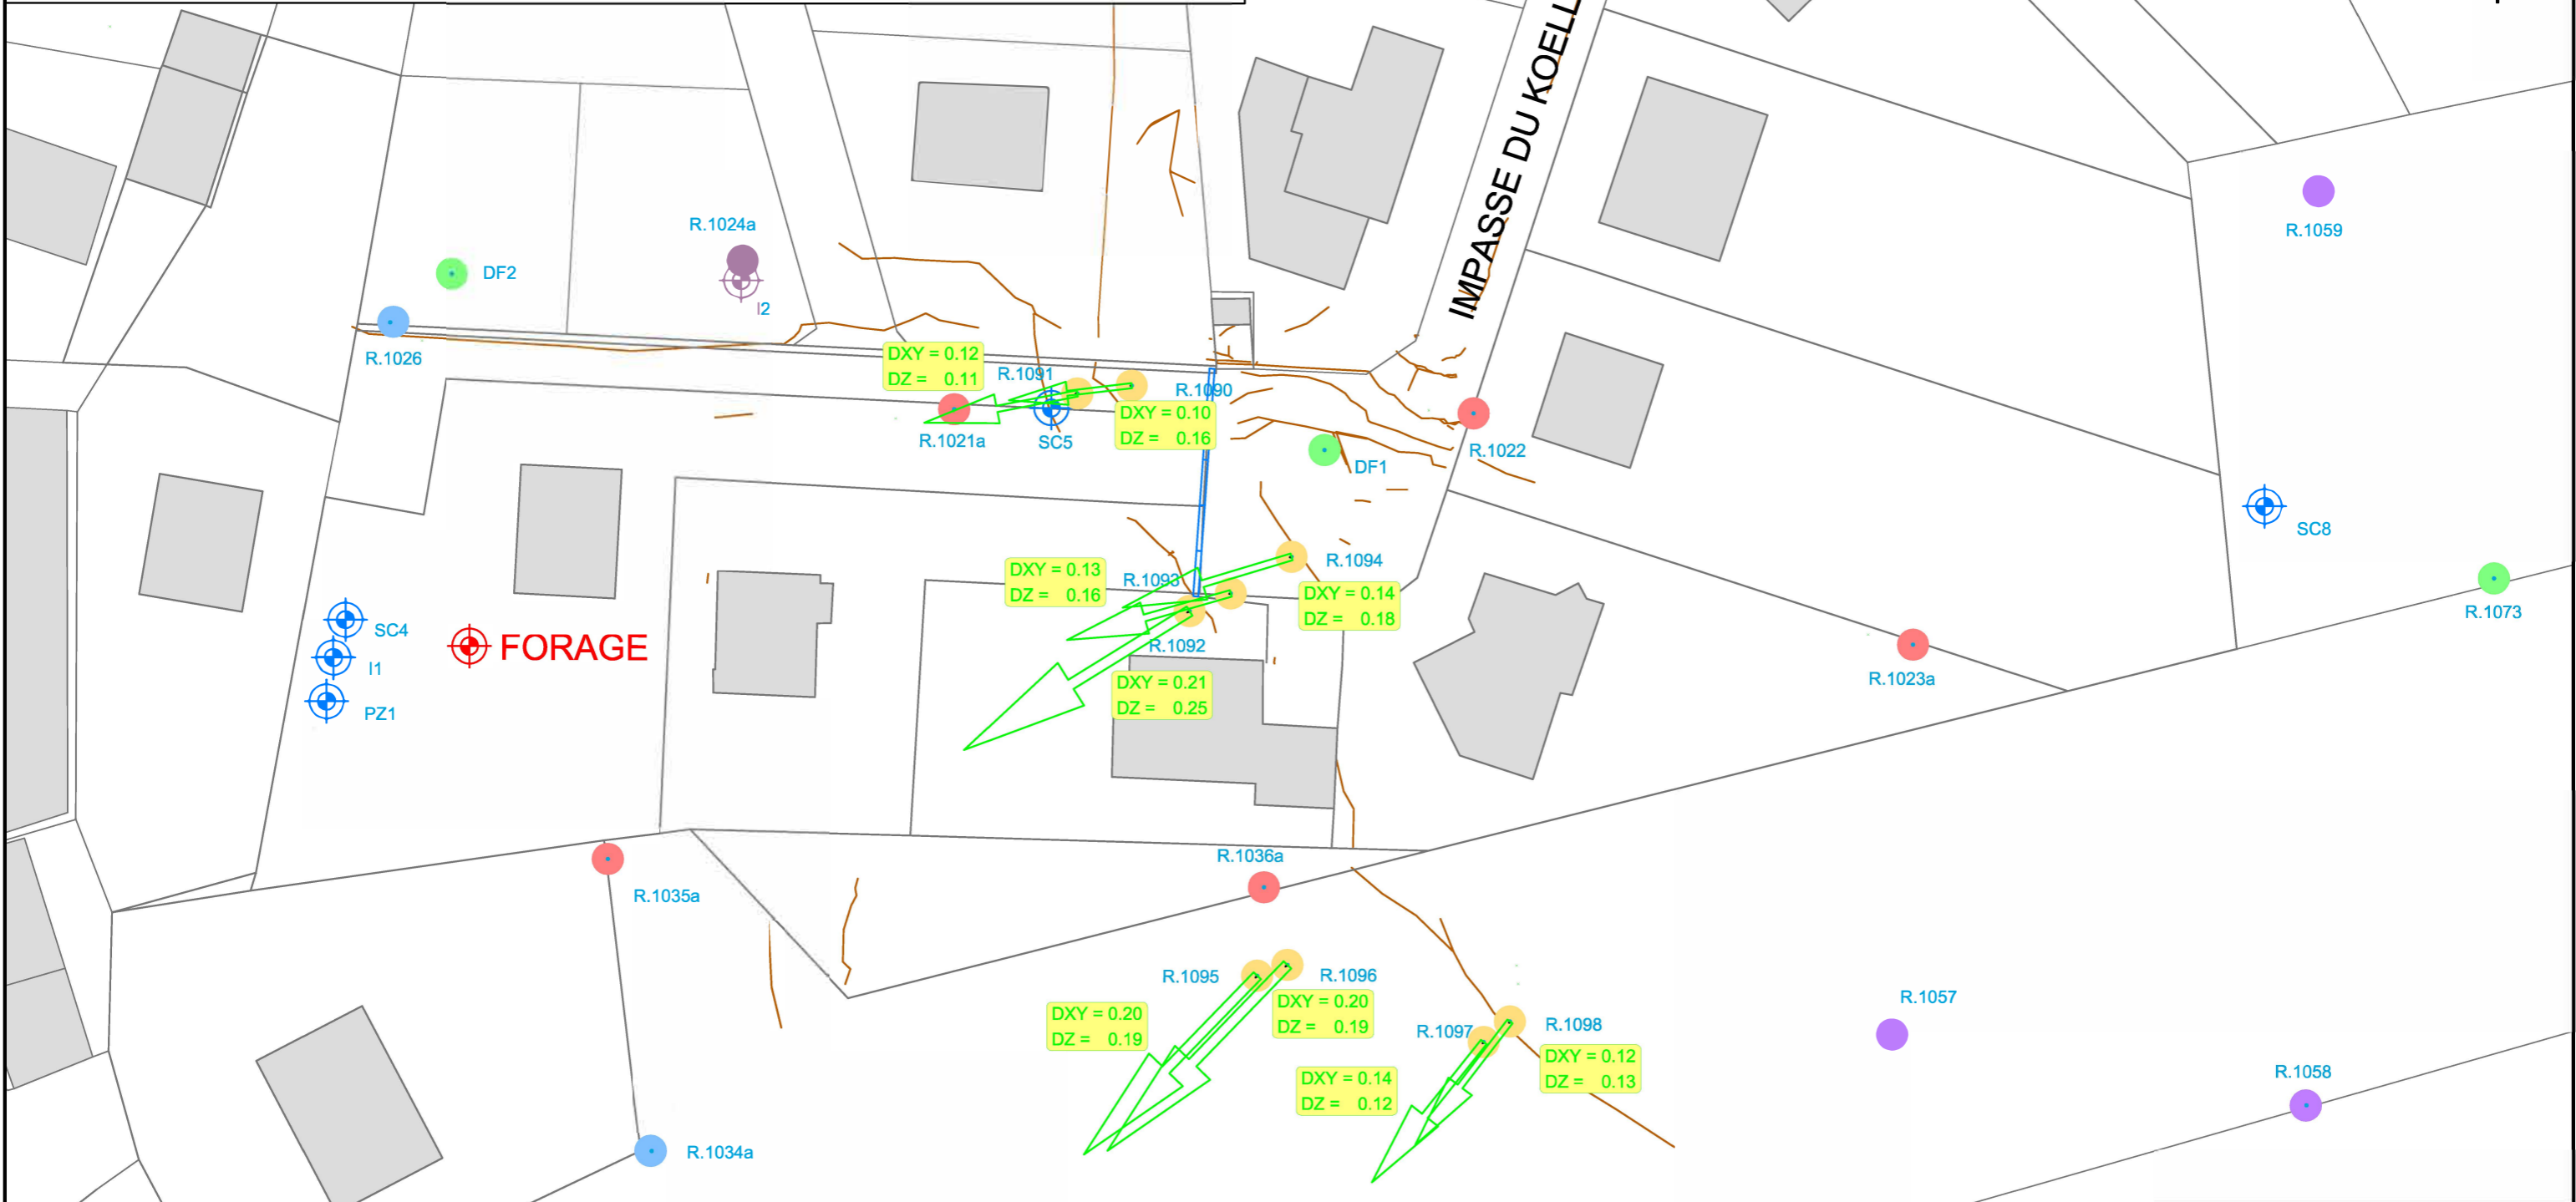 IMPASSE DU KOELL
R.1059
R.1024a
DF2
I2
R.1026
DXY = 0.12
DZ = 0.11
R.1091
R.1090
DXY = 0.10
DZ = 0.16
R.1021a
SC5
R.1022
DF1
SC8
R.1094
DXY = 0.13
DZ = 0.16
R.1093
DXY = 0.14
DZ = 0.18
R.1073
SC4
FORAGE
R.1092
I1
R.1023a
DXY = 0.21
DZ = 0.25
PZ1
R.1036a
R.1035a
R.1095
R.1096
R.1057
DXY = 0.20
DZ = 0.19
DXY = 0.20
DZ = 0.19
R.1097
R.1098
DXY = 0.12
DZ = 0.13
DXY = 0.14
DZ = 0.12
R.1058
R.1034a